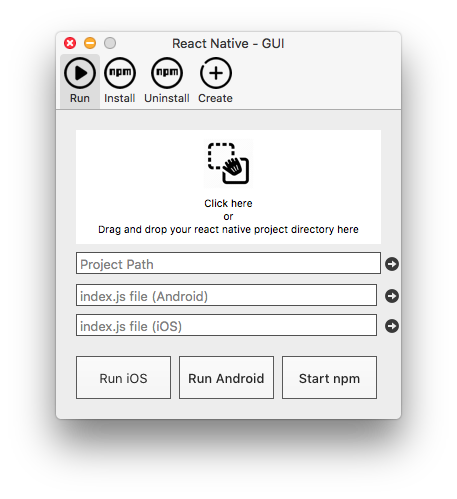 React Native - GUI
npm
npm
Run
Install
Uninstall
Create
Click here
or
Drag and drop your react native project directory here
Project Path
index.js file (Android)
index.js file (iOS)
Run iOS
Run Android
Start npm